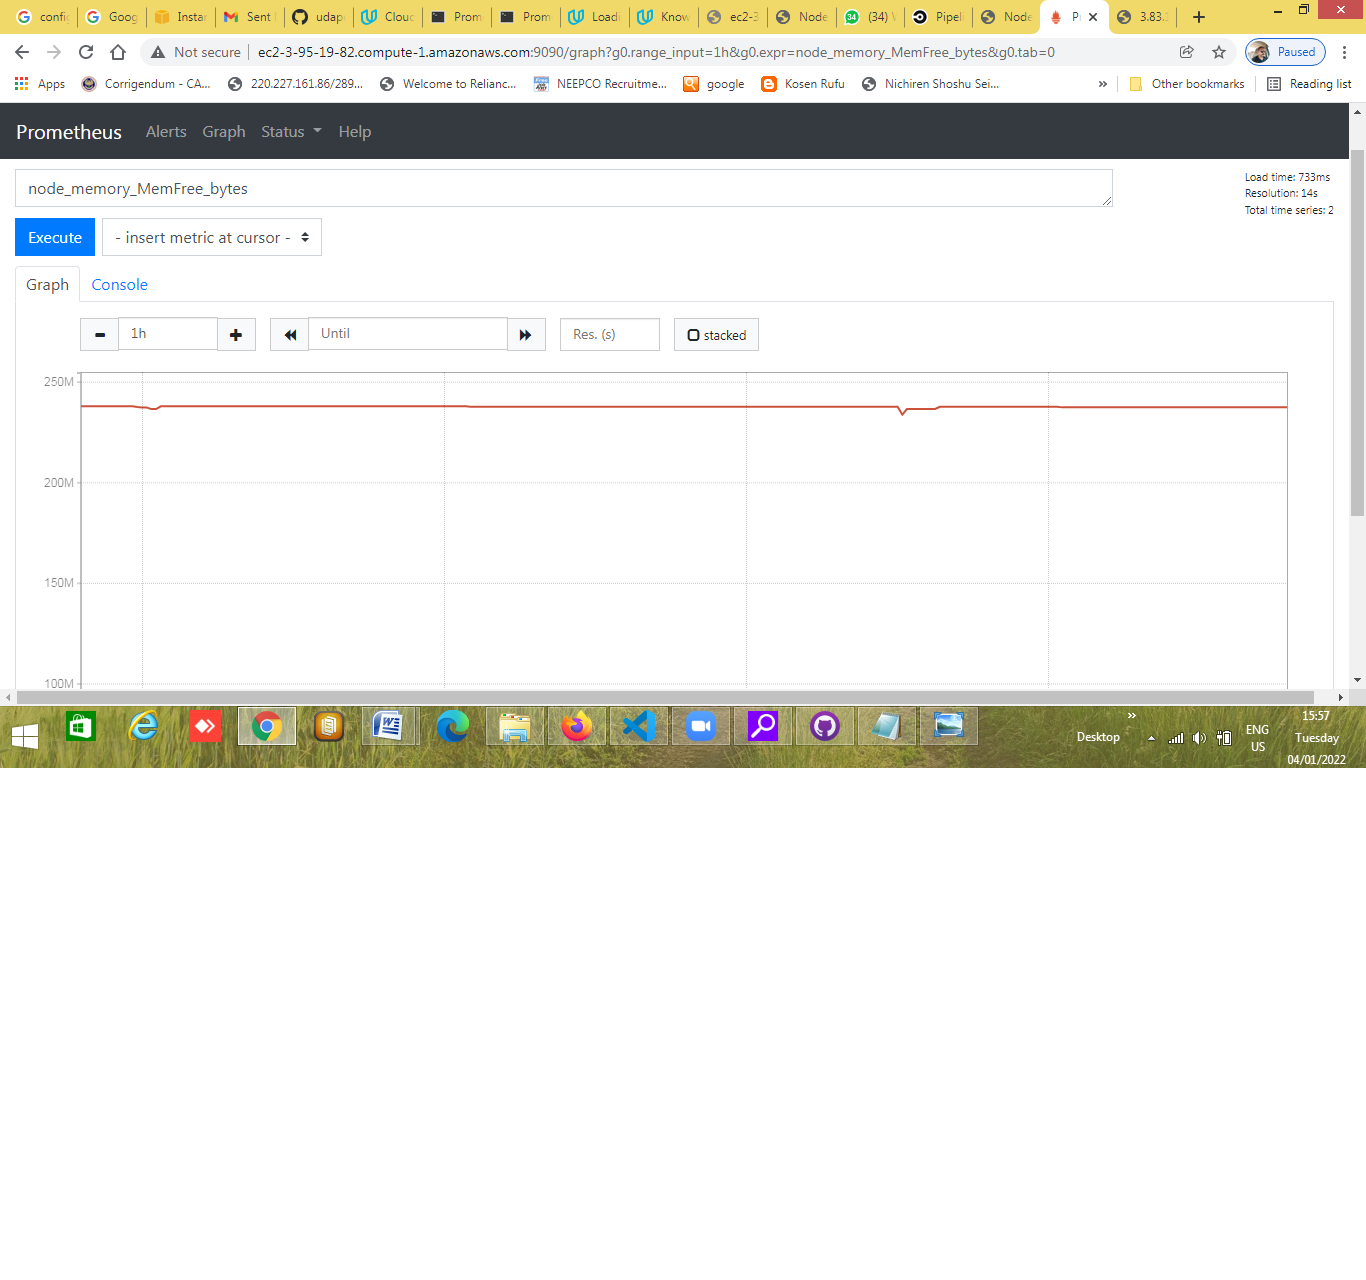 config
Goog
Instan
Sent
udap
Clouc
Prom
Prom
Loadi
Know
ec2-3
Node
(34)
Pipeli
Node
3.83.
Not secure
ec2-3-95-19-82.compute-1.amazonaws.com:9090/graph?g0.range_input=1h&g0.expr=node_memory_MemFree_bytes&g0.tab=0
Paused
Apps
Corrigendum - CA...
220.227.161.86/289...
Welcome to Relianc...
NEEPCO Recruitme...
google
Kosen Rufu
Nichiren Shoshu Sei...
»
Other bookmarks
Reading list
Prometheus
Alerts
Graph
Status
Help
node_memory_MemFree_bytes
Load time: 733ms
Resolution: 14s
Total time series: 2
Execute
- insert metric at cursor -
Graph
Console
1h
Until
Res. (s)
stacked
250M
200M
150M
100M
Desktop
»
ENG
US
15:57
Tuesday
04/01/2022